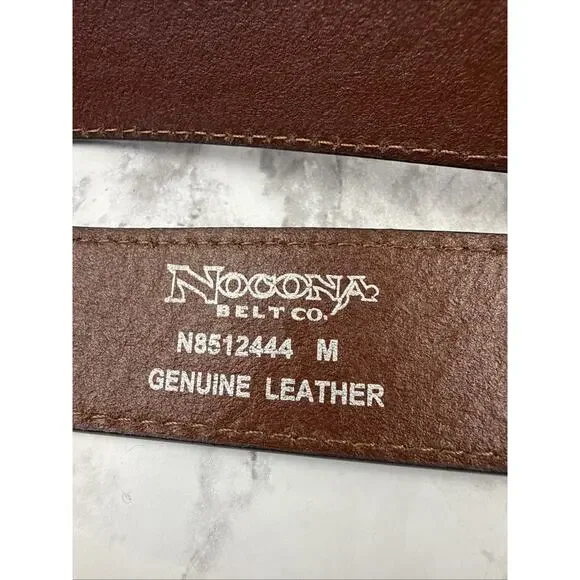 NOCONA
BELT CO.
N8512444 M
GENUINE LEATHER